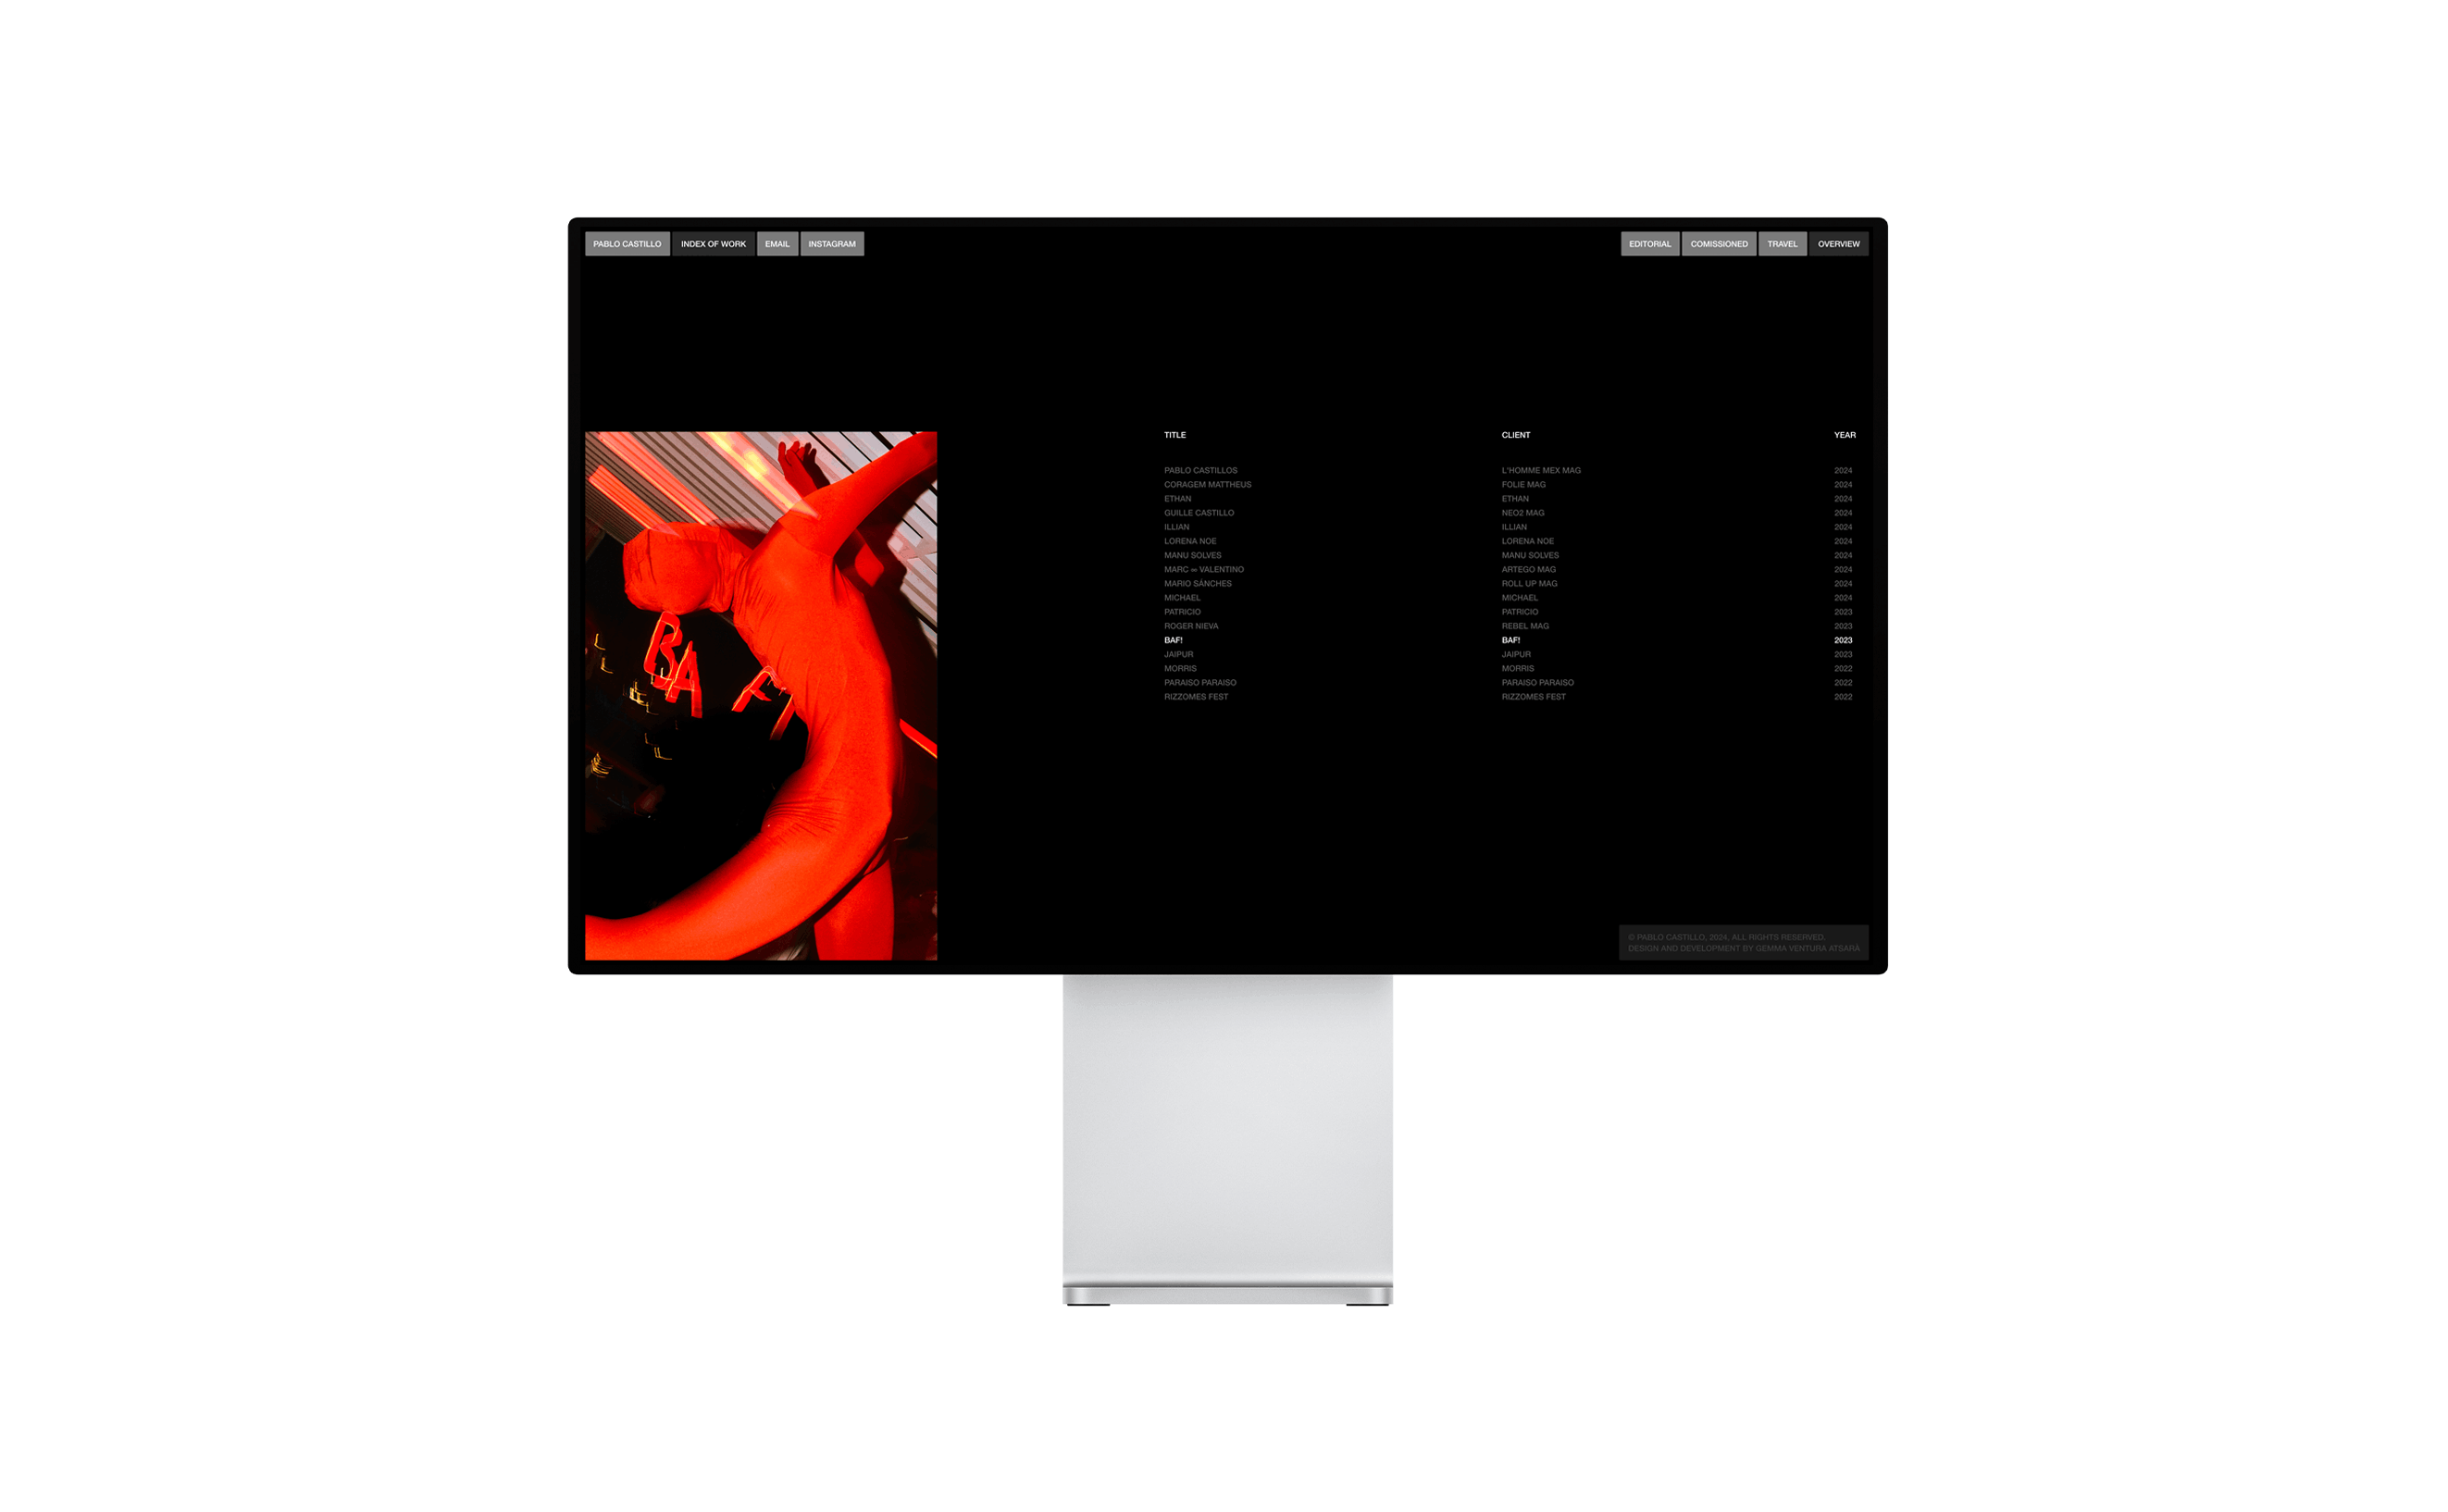 PABLO CASTILLO INDEX OF WORK EMAIL INSTAGRAM EDITORIAL COMISSIONED TRAVEL OVERVIEW
TITLE CLIENT YEAR
PABLO CASTILLOS L'HOMME MEX MAG 2024
CORAGEM MATTHEUS FOLIE MAG 2024
ETHAN ETHAN 2024
GUILLE CASTILLO NEO2 MAG 2024
ILLIAN ILLIAN 2024
LORENA NOE LORENA NOE 2024
MANU SOLVES MANU SOLVES 2024
MARC ∞ VALENTINO ARTEGO MAG 2024
MARIO SÁNCHES ROLL UP MAG 2024
MICHAEL MICHAEL 2024
PATRICIO PATRICIO 2023
ROGER NIEVA REBEL MAG 2023
BAF! BAF! 2023
JAIPUR JAIPUR 2023
MORRIS MORRIS 2022
PARAISO PARAISO PARAISO PARAISO 2022
RIZZOMES FEST RIZZOMES FEST 2022
BAF
© PABLO CASTILLO, 2024, ALL RIGHTS RESERVED.
DESIGN AND DEVELOPMENT BY GEMMA VENTURA ATSARÀ